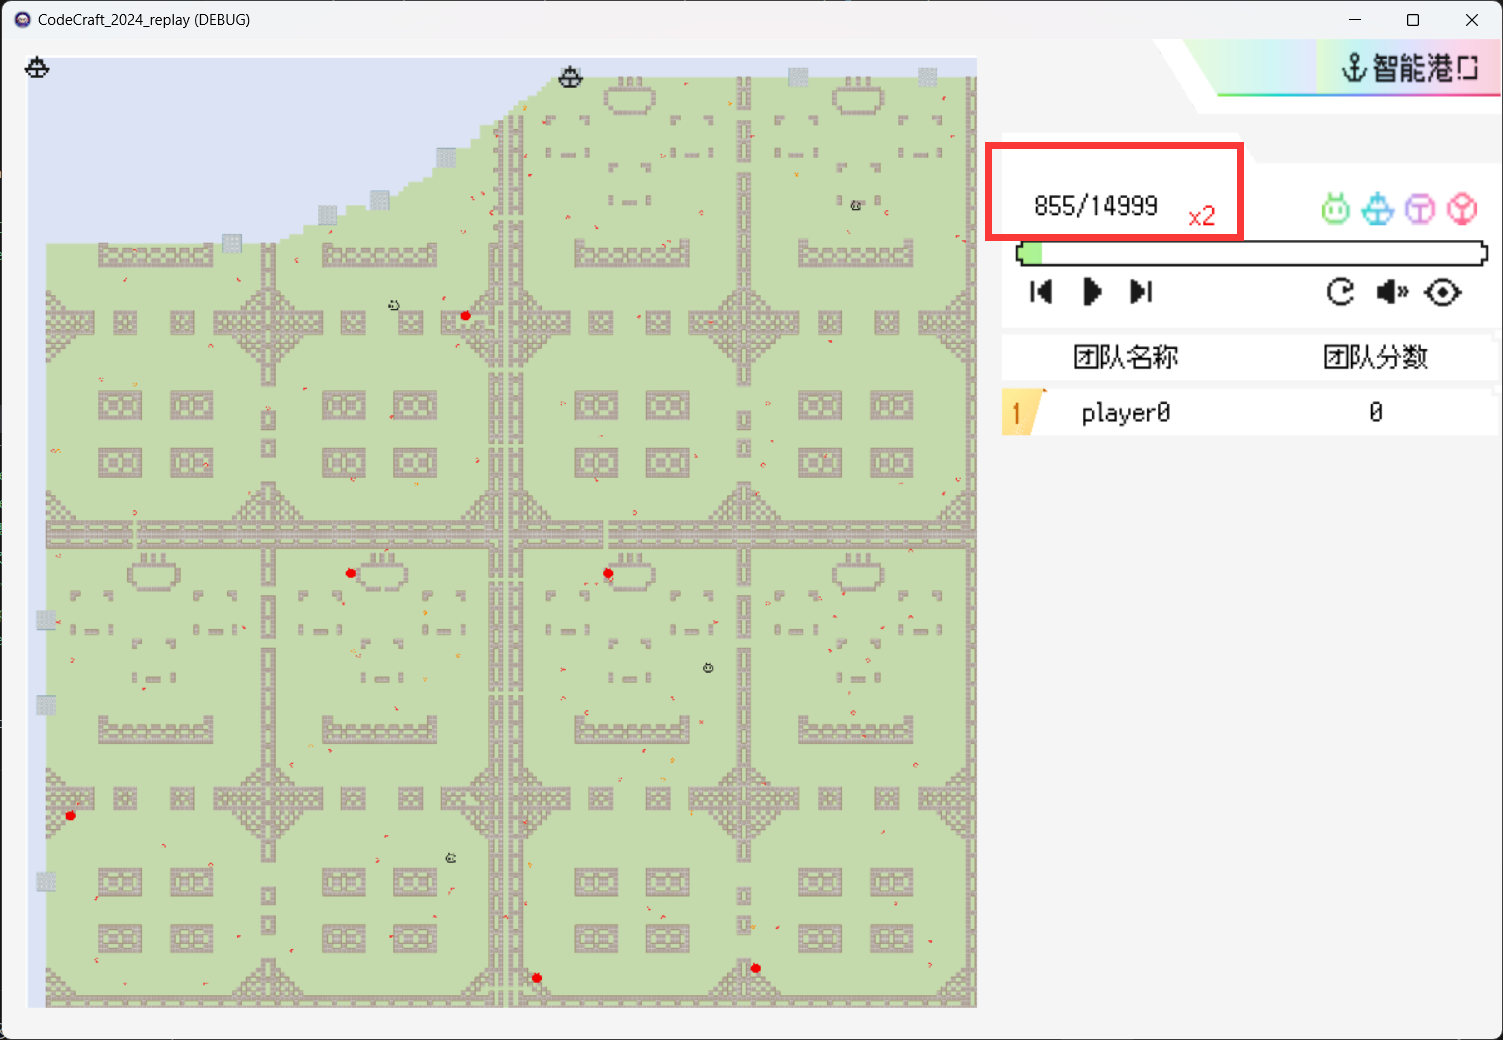 CodeCraft_2024_replay (DEBUG)
智能港口
855/14999 x2
团队名称 团队分数
1 player0 0